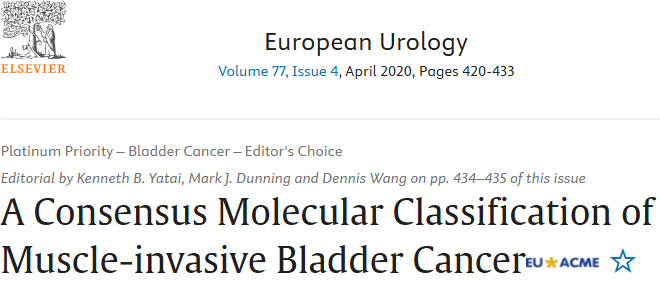 ELSEVIER
European Urology
Volume 77, Issue 4, April 2020, Pages 420-433
Platinum Priority – Bladder Cancer – Editor's Choice
Editorial by Kenneth B. Yatai, Mark J. Dunning and Dennis Wang on pp. 434–435 of this issue
A Consensus Molecular Classification of
Muscle-invasive Bladder Cancer EU ACME